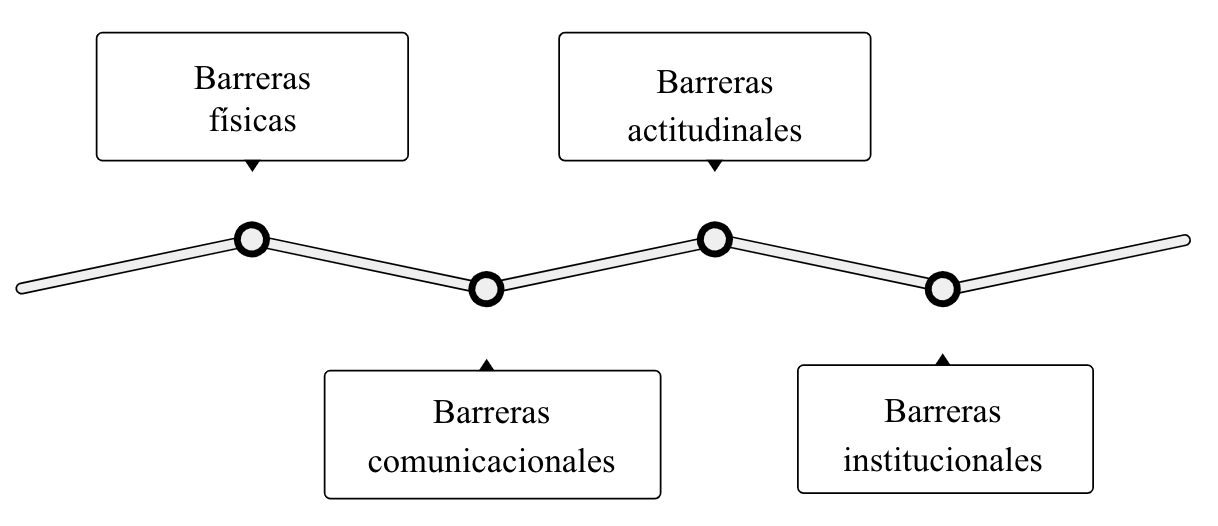 Barreras
físicas
Barreras
actitudinales
Barreras
comunicacionales
Barreras
institucionales